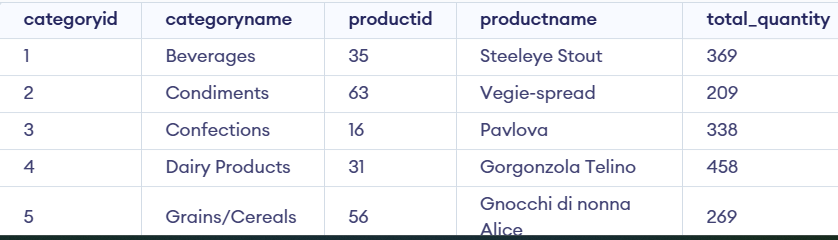 categoryid categoryname productid productname total_quantity
1 Beverages 35 Steeleye Stout 369
2 Condiments 63 Vegie-spread 209
3 Confections 16 Pavlova 338
4 Dairy Products 31 Gorgonzola Telino 458
5 Grains/Cereals 56 Gnocchi di nonna 269
Alice